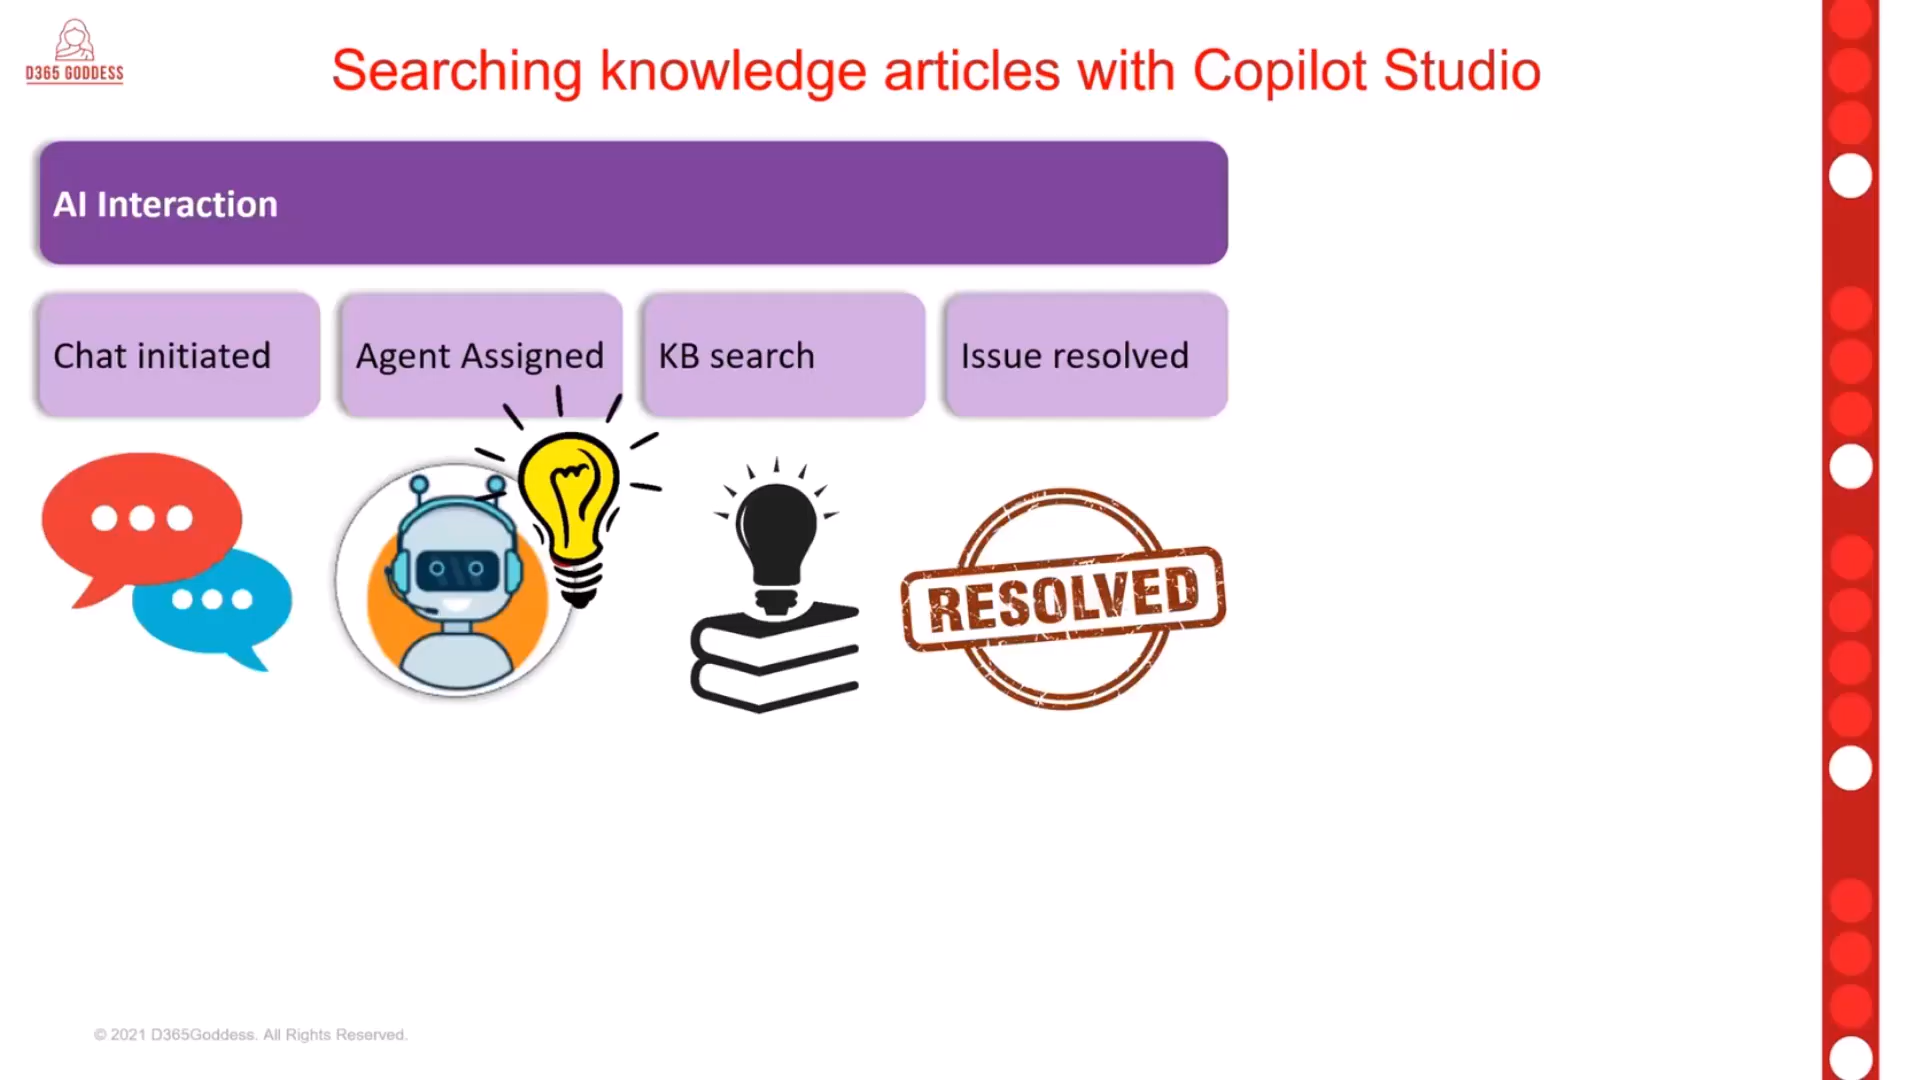 D365 GODDESS
Searching knowledge articles with Copilot Studio
AI Interaction
Chat initiated
Agent Assigned
KB search
Issue resolved
RESOLVED
© 2021 D365Goddess. All Rights Reserved.